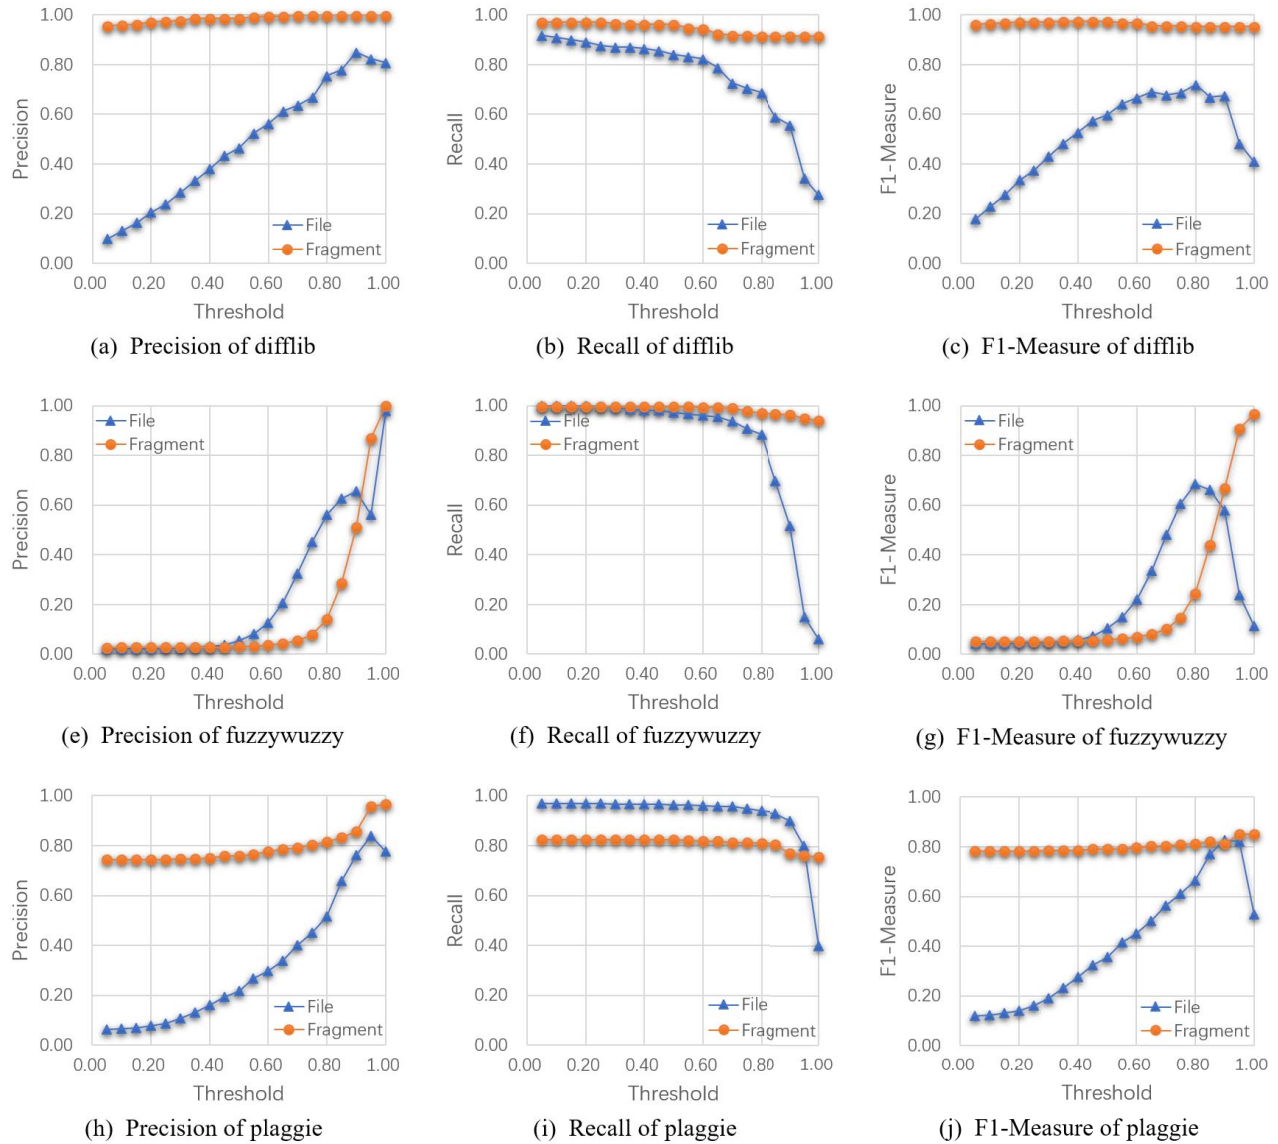 1.00
0.80
0.60
0.40
0.20
0.00
Precision
0.00 0.20 0.40 0.60 0.80 1.00
Threshold
File
Fragment
(a) Precision of difflib
1.00
0.80
0.60
0.40
0.20
0.00
Recall
0.00 0.20 0.40 0.60 0.80 1.00
Threshold
File
Fragment
(b) Recall of difflib
1.00
0.80
0.60
0.40
0.20
0.00
F1-Measure
0.00 0.20 0.40 0.60 0.80 1.00
Threshold
File
Fragment
(c) F1-Measure of difflib
1.00
0.80
0.60
0.40
0.20
0.00
Precision
File
Fragment
0.00 0.20 0.40 0.60 0.80 1.00
Threshold
(e) Precision of fuzzywuzzy
1.00
0.80
0.60
0.40
0.20
0.00
Recall
File
Fragment
0.00 0.20 0.40 0.60 0.80 1.00
Threshold
(f) Recall of fuzzywuzzy
1.00
0.80
0.60
0.40
0.20
0.00
F1-Measure
File
Fragment
0.00 0.20 0.40 0.60 0.80 1.00
Threshold
(g) F1-Measure of fuzzywuzzy
1.00
0.80
0.60
0.40
0.20
0.00
Precision
File
Fragment
0.00 0.20 0.40 0.60 0.80 1.00
Threshold
(h) Precision of plaggie
1.00
0.80
0.60
0.40
0.20
0.00
Recall
File
Fragment
0.00 0.20 0.40 0.60 0.80 1.00
Threshold
(i) Recall of plaggie
1.00
0.80
0.60
0.40
0.20
0.00
F1-Measure
File
Fragment
0.00 0.20 0.40 0.60 0.80 1.00
Threshold
(j) F1-Measure of plaggie